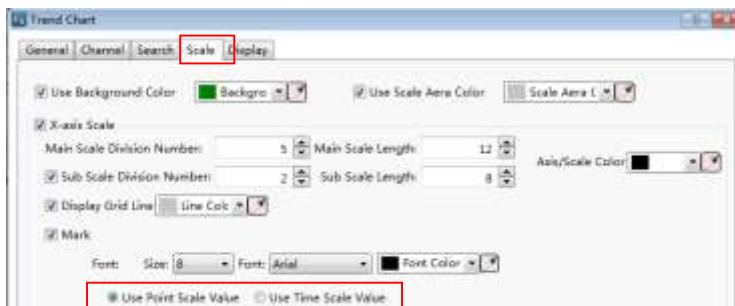 Trend Chart
General Channel Search Scale Display
Use Background Color Backgro Use Scale Aera Color Scale Aera C
X-axis Scale
Main Scale Division Number: 5 Main Scale Length: 12 Axis/Scale Color
Sub Scale Division Number: 2 Sub Scale Length: 8
Display Grid Line Line Colc
Mark
Font: Size: 8 Font: Arial Font Color
Use Point Scale Value Use Time Scale Value